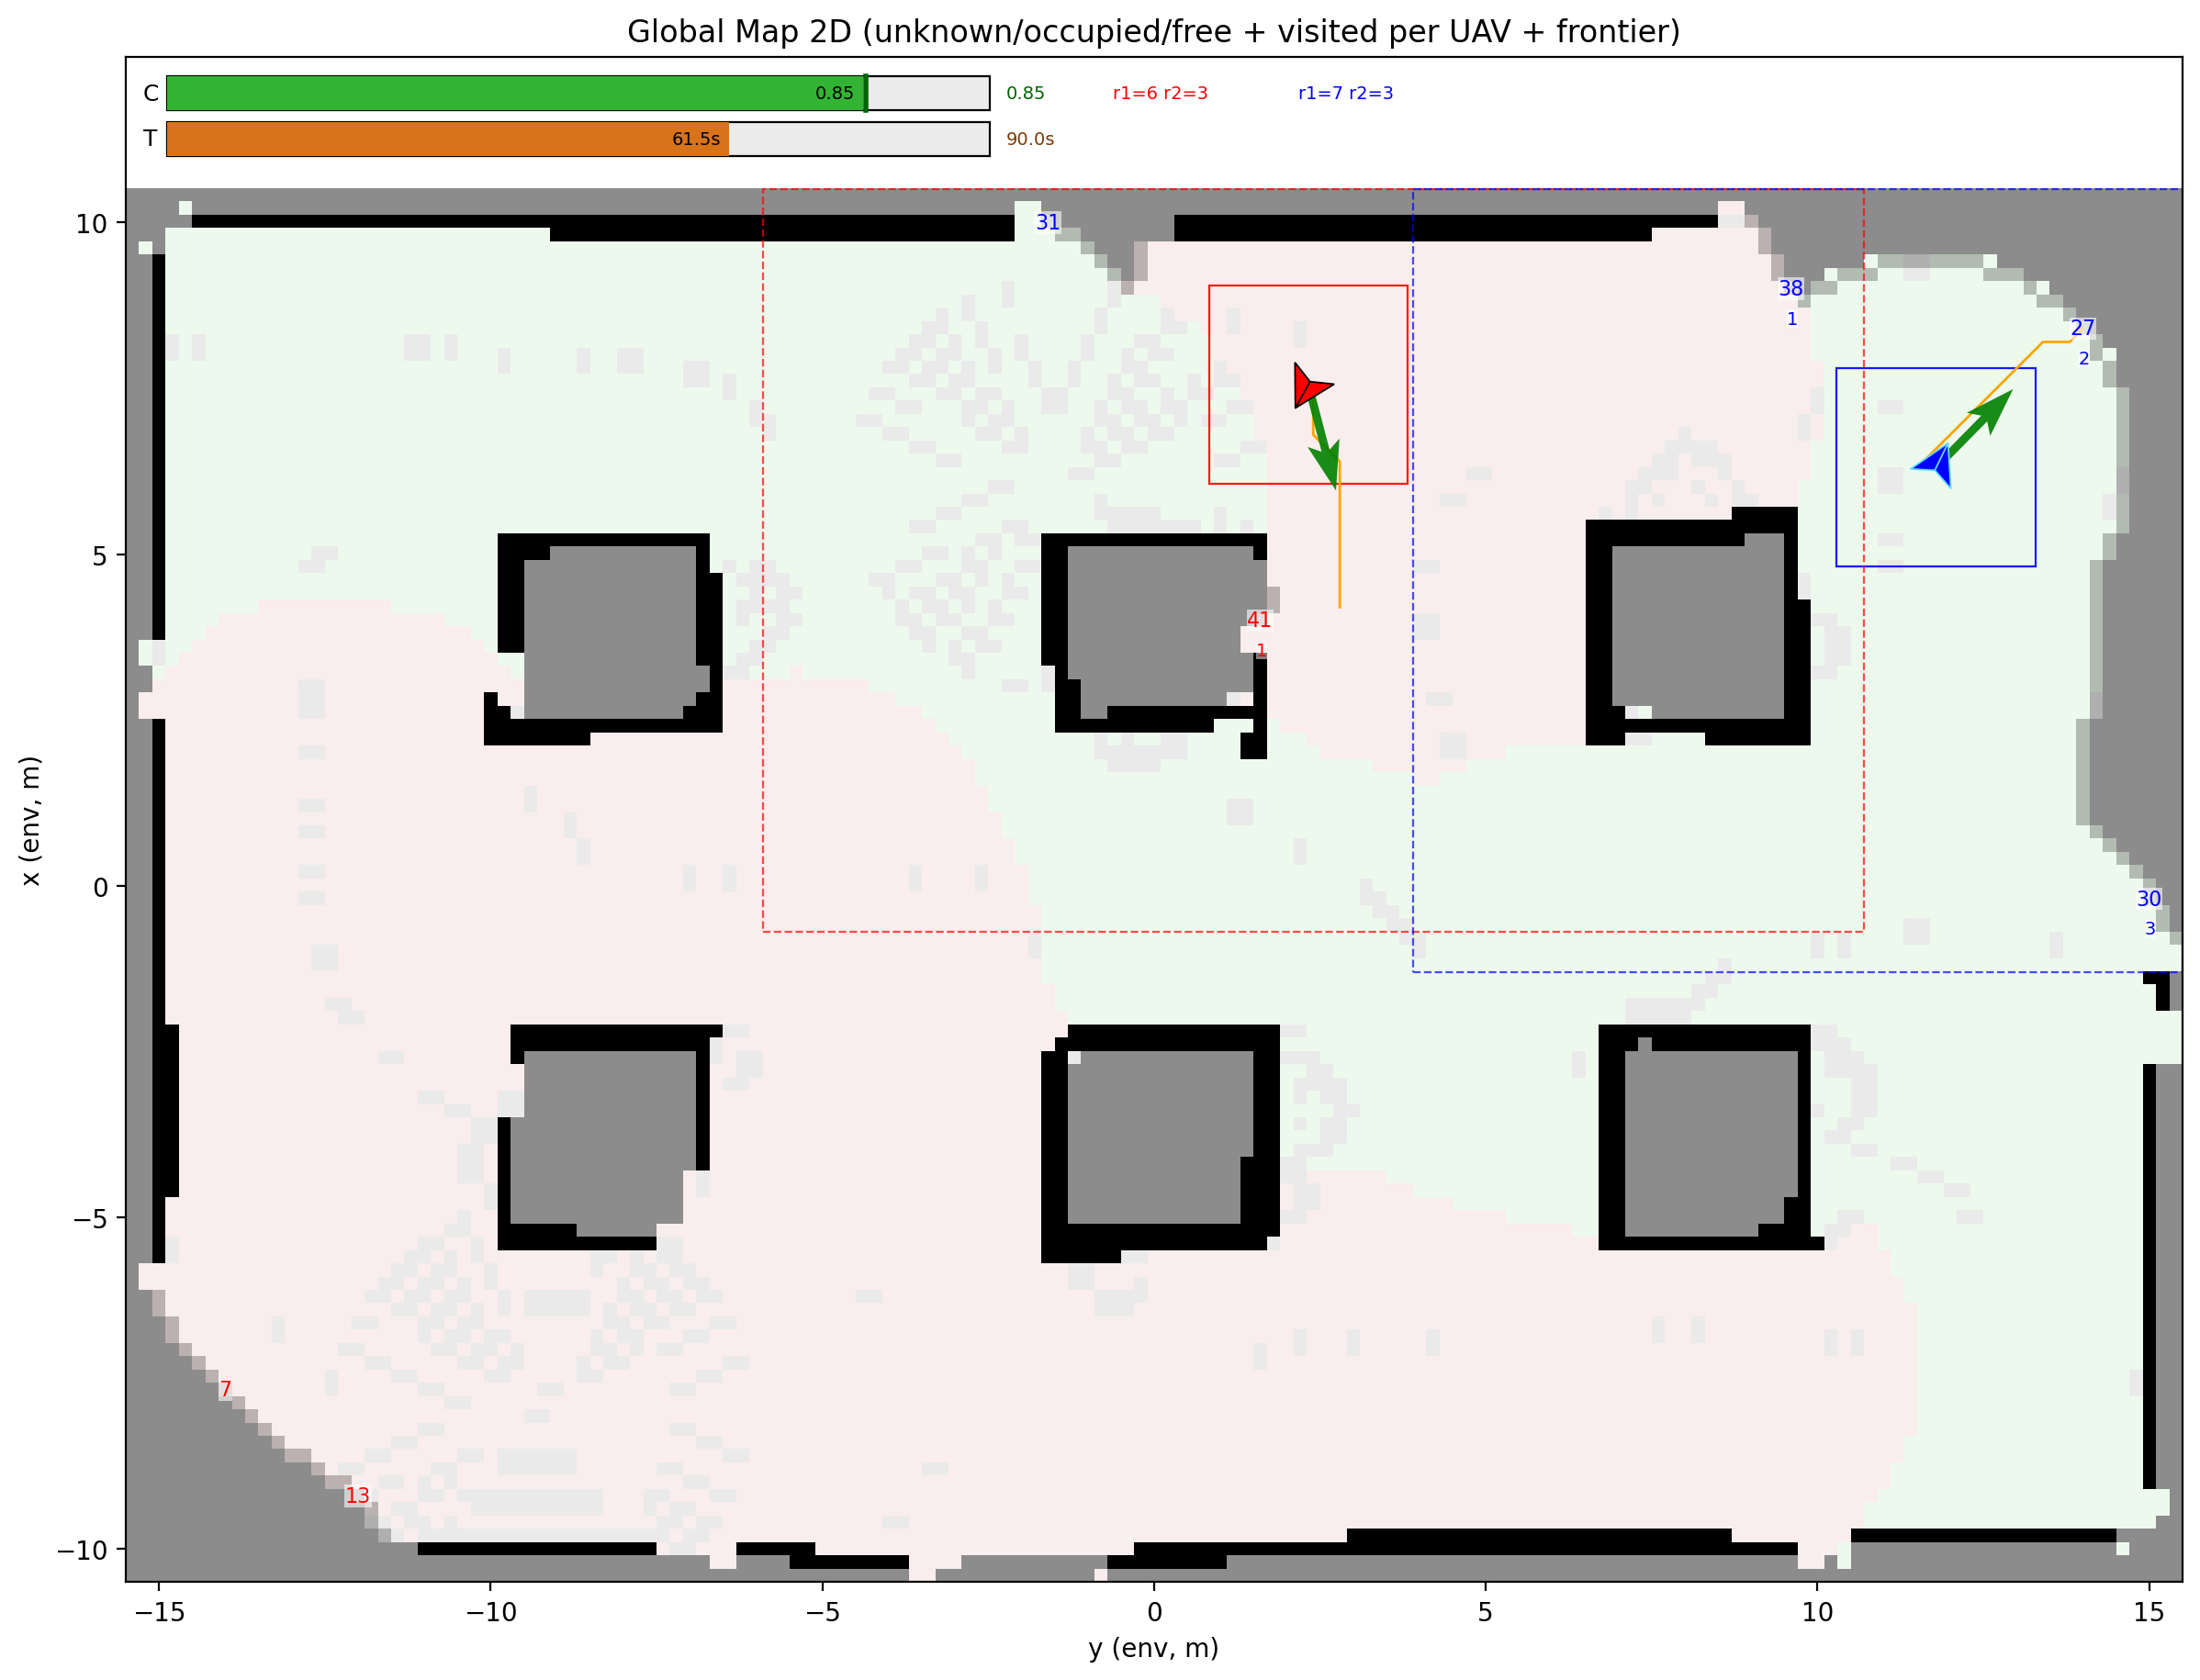 Global Map 2D (unknown/occupied/free + visited per UAV + frontier)
C 0.85 0.85 r1=6 r2=3 r1=7 r2=3
T 61.5s 90.0s
10
5
0
−5
−10
x (env, m)
31
38
1
27
2
41
1
30
3
7
13
−15 −10 −5 0 5 10 15
y (env, m)